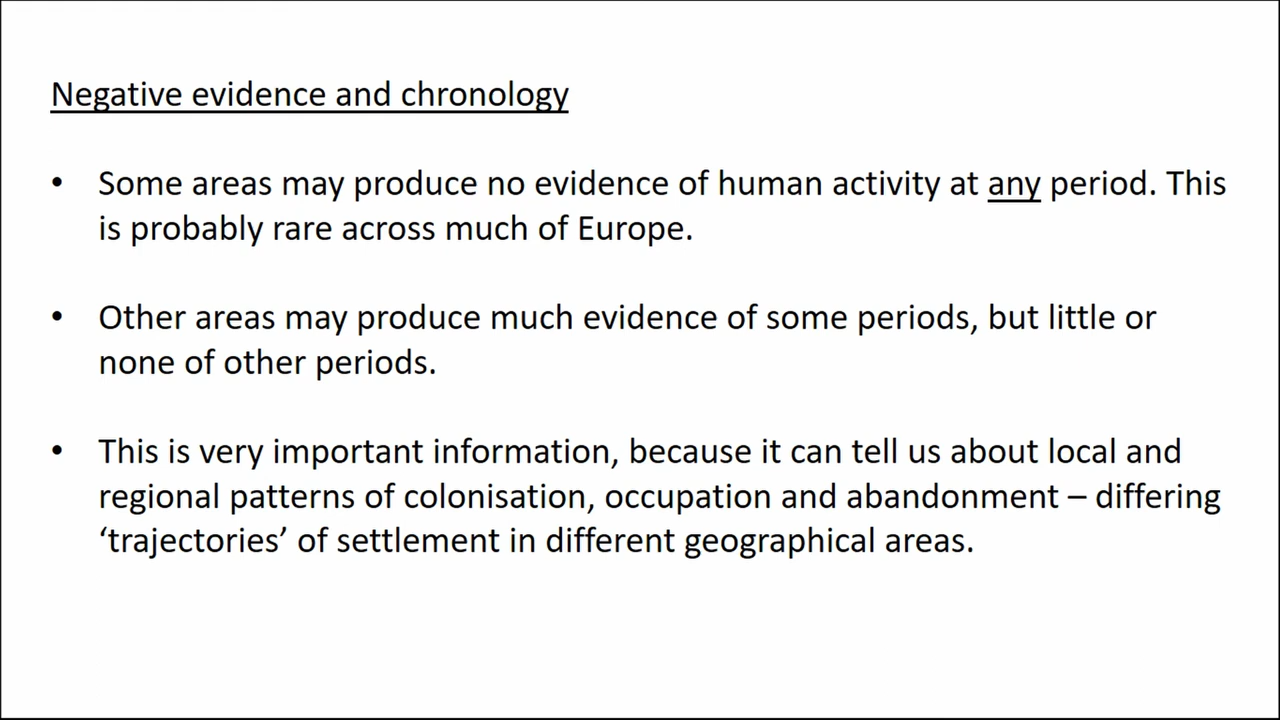 Negative evidence and chronology
• Some areas may produce no evidence of human activity at any period. This
is probably rare across much of Europe.
• Other areas may produce much evidence of some periods, but little or
none of other periods.
• This is very important information, because it can tell us about local and
regional patterns of colonisation, occupation and abandonment – differing
‘trajectories’ of settlement in different geographical areas.